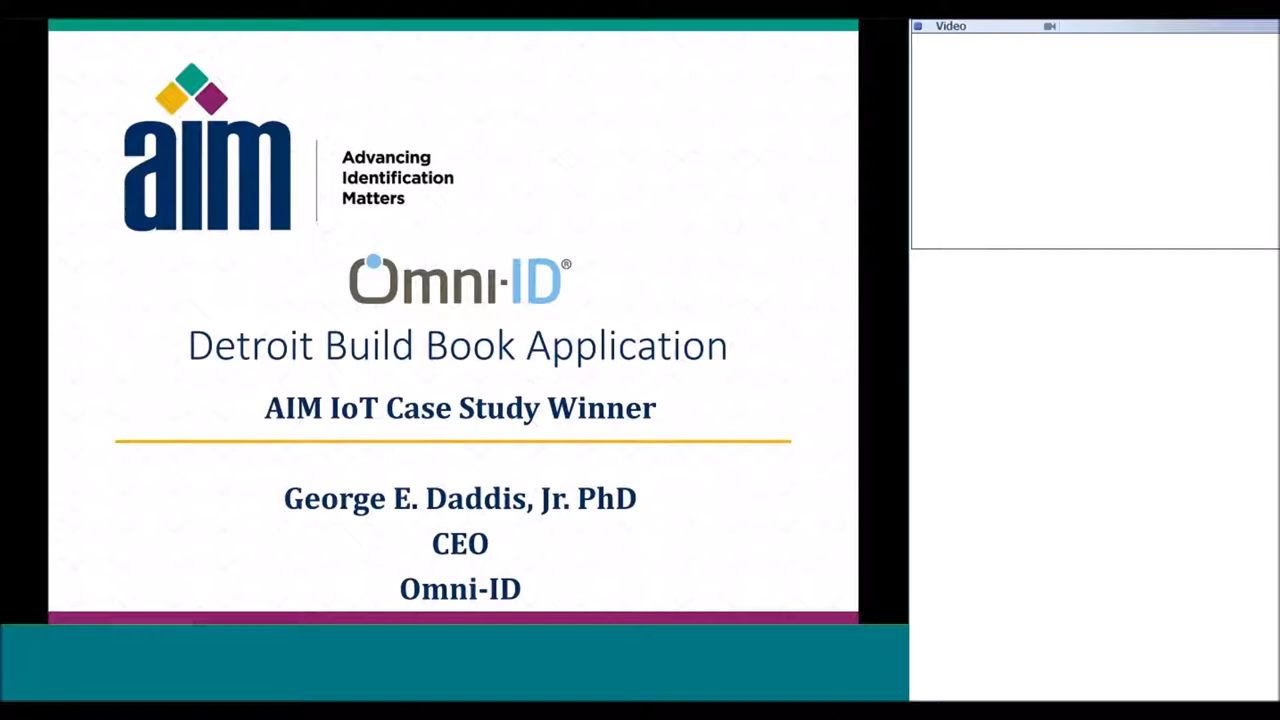 Video
aim
Advancing
Identification
Matters
Omni-ID®
Detroit Build Book Application
AIM IoT Case Study Winner
George E. Daddis, Jr. PhD
CEO
Omni-ID